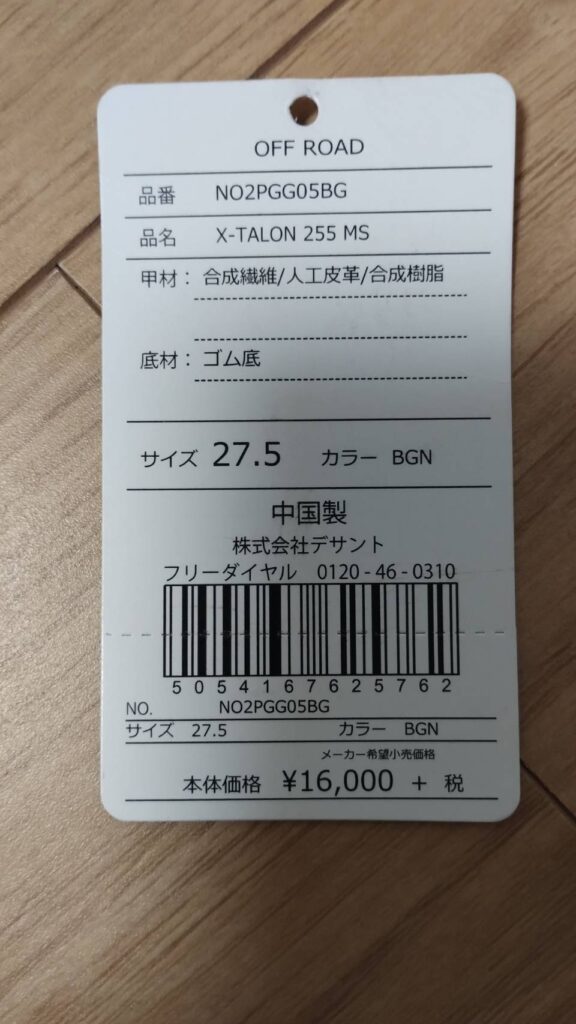 OFF ROAD
品番 NO2PGG05BG
品名 X-TALON 255 MS
甲材： 合成繊維/人工皮革/合成樹脂
底材： ゴム底
サイズ 27.5 カラー BGN
中国製
株式会社デサント
フリーダイヤル 0120 - 46 - 0310
5054167625762
NO. NO2PGG05BG
サイズ 27.5 カラー BGN
メーカー希望小売価格
本体価格 ¥16,000 + 税